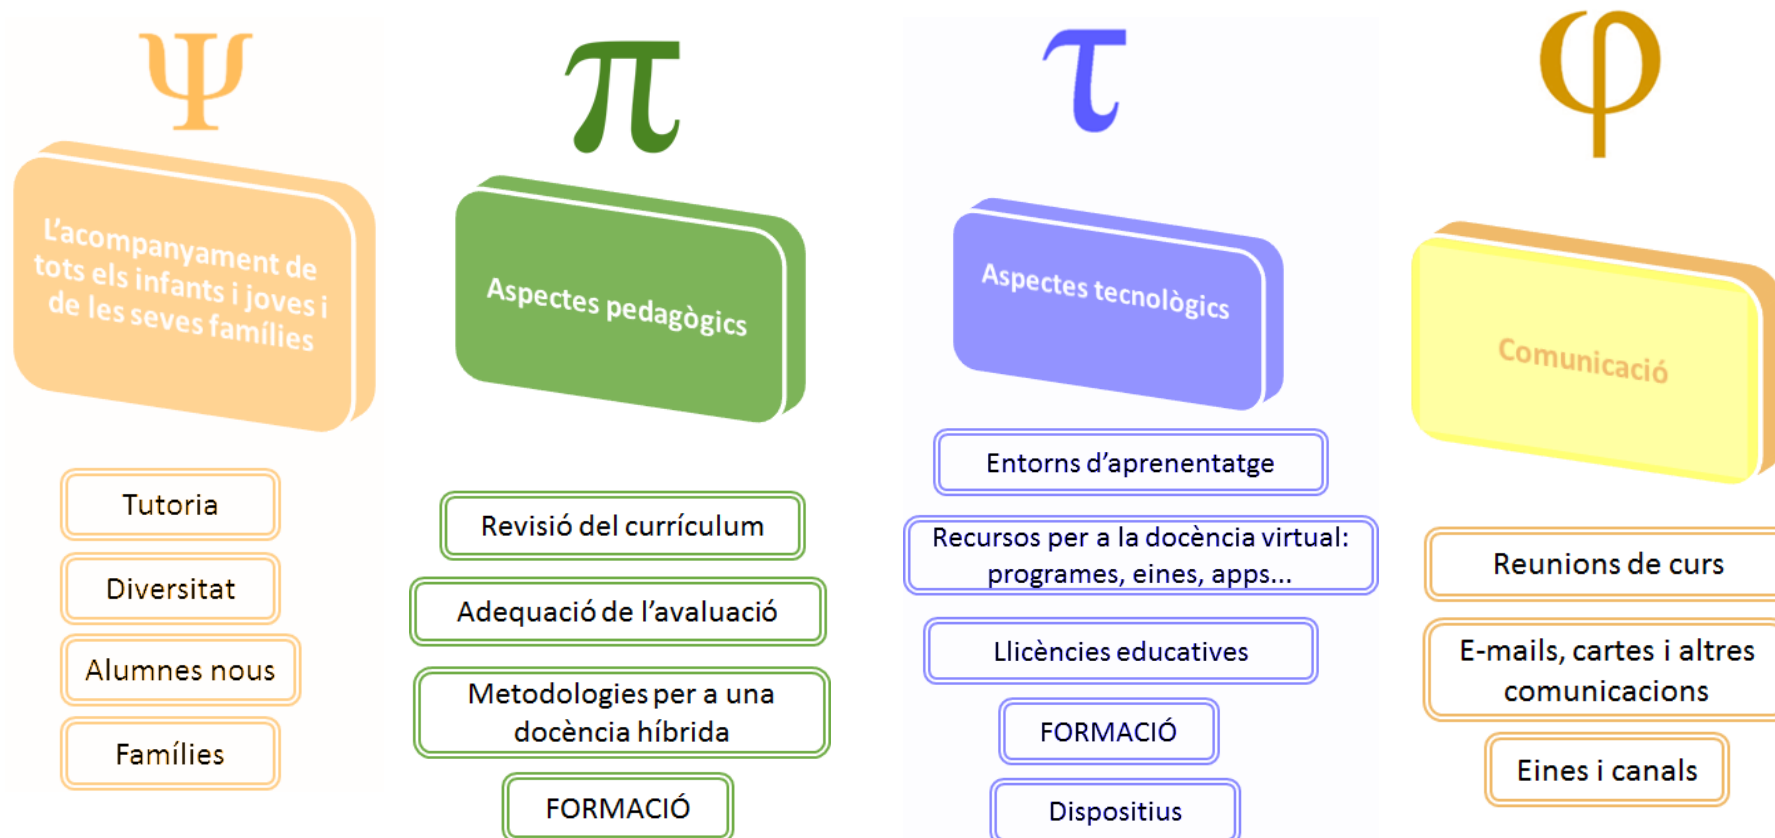 Ψ
L'acompanyament de
tots els infants i joves i
de les seves famílies
Tutoria
Diversitat
Alumnes nous
Famílies
π
Aspectes pedagògics
Revisió del currículum
Adequació de l'avaluació
Metodologies per a una
docència híbrida
FORMACIÓ
τ
Aspectes tecnològics
Entorns d'aprenentatge
Recursos per a la docència virtual:
programes, eines, apps...
Llicències educatives
FORMACIÓ
Dispositius
φ
Comunicació
Reunions de curs
E-mails, cartes i altres
comunicacions
Eines i canals